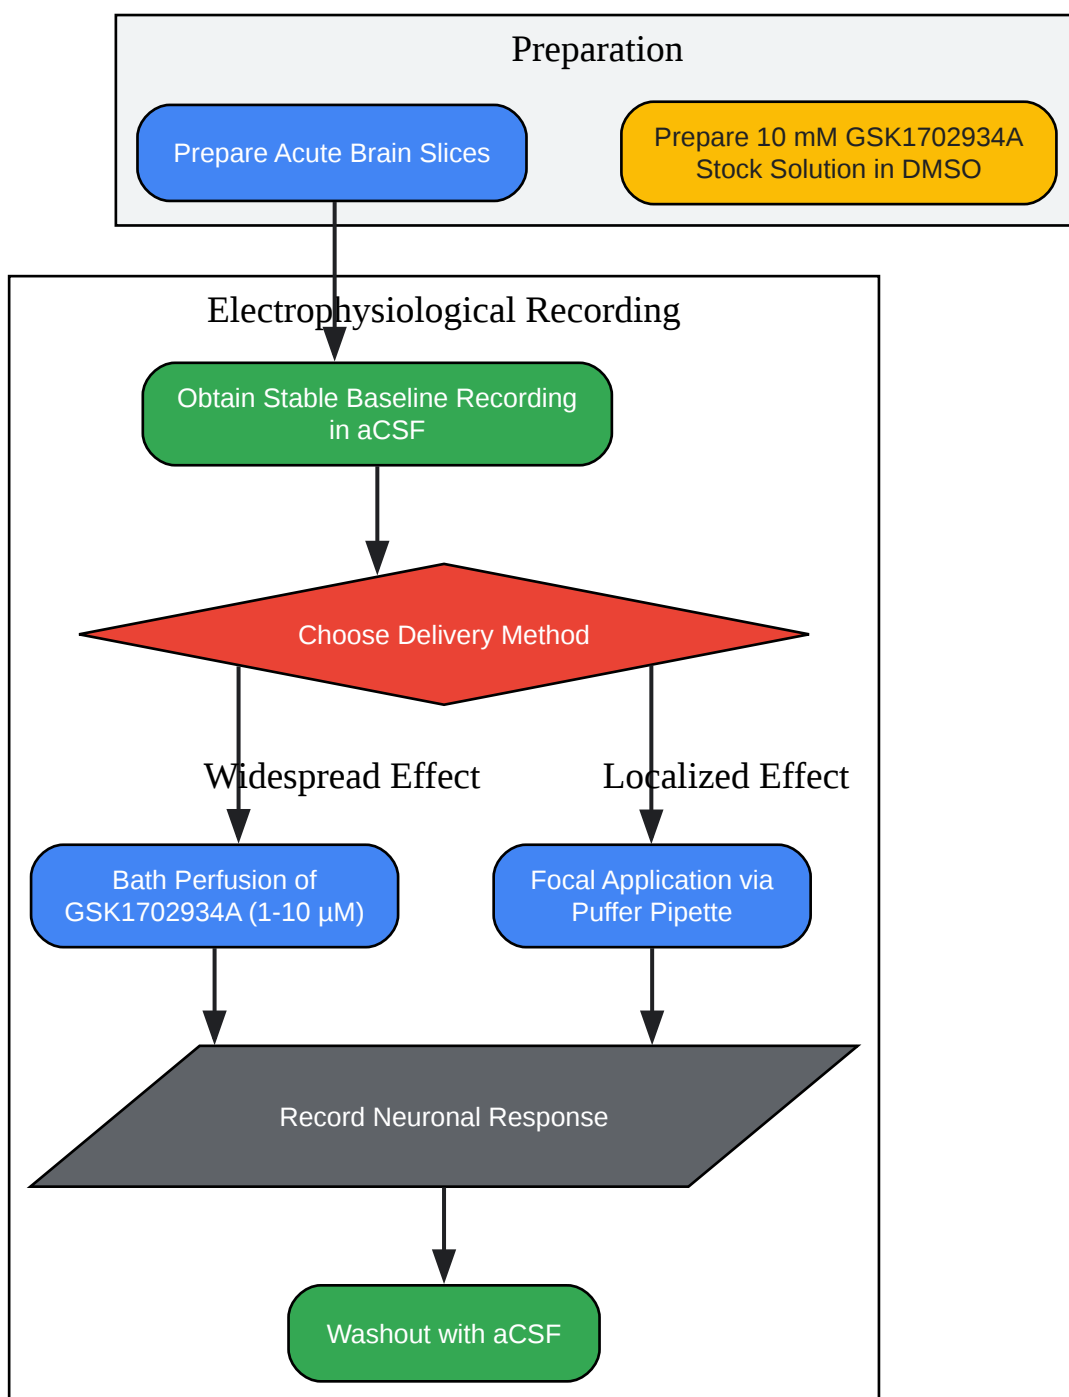 Preparation
Prepare Acute Brain Slices
Prepare 10 mM GSK1702934A
Stock Solution in DMSO
Electrophysiological Recording
Obtain Stable Baseline Recording
in aCSF
Choose Delivery Method
Widespread Effect
Localized Effect
Bath Perfusion of
GSK1702934A (1-10 µM)
Focal Application via
Puffer Pipette
Record Neuronal Response
Washout with aCSF